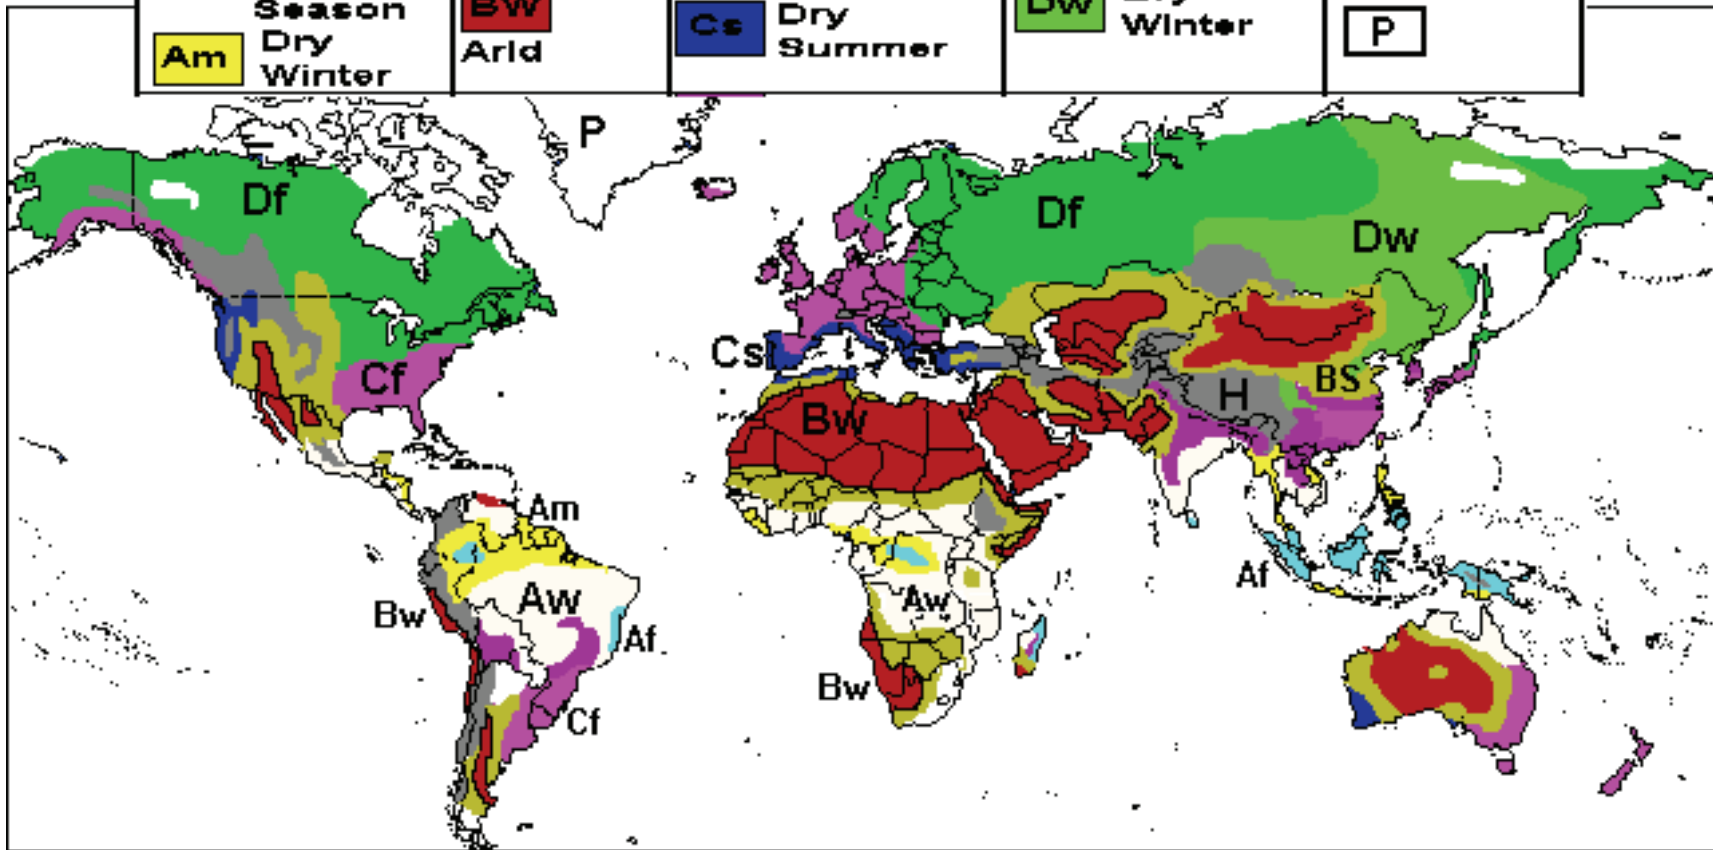 Season
Am
Dry
Winter
BW
Arid
Cs
Dry
Summer
Dw
Winter
P
P
Df
Df
Dw
Cs
Cf
Bw
H
BS
Am
Bw
Aw
Af
Aw
Af
Bw
Cf